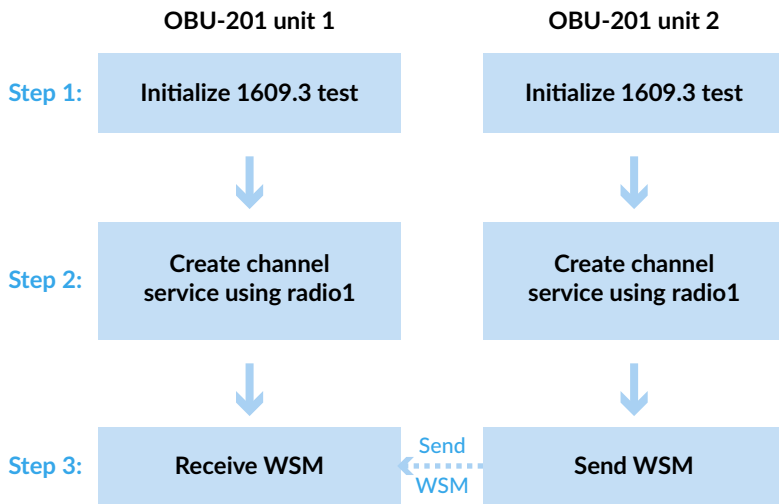 OBU-201 unit 1
OBU-201 unit 2
Step 1:
Initialize 1609.3 test
Initialize 1609.3 test
Step 2:
Create channel
service using radio1
Create channel
service using radio1
Step 3:
Receive WSM
Send
WSM
Send WSM